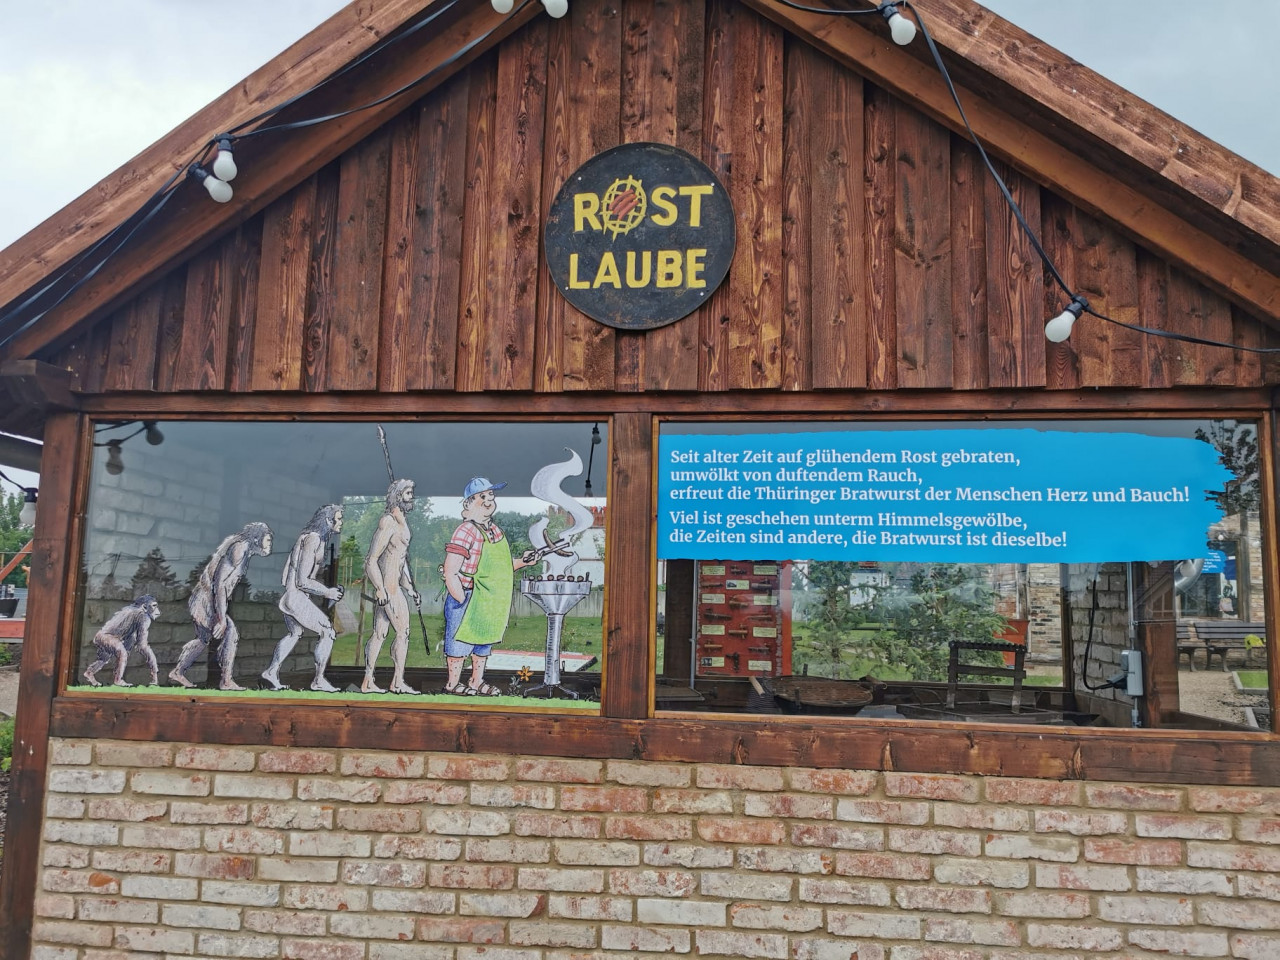 ROST
LAUBE
Seit alter Zeit auf glühendem Rost gebraten,
umwölkt von duftendem Rauch,
erfreut die Thüringer Bratwurst der Menschen Herz und Bauch!
Viel ist geschehen unterm Himmelsgewölbe,
die Zeiten sind andere, die Bratwurst ist dieselbe!